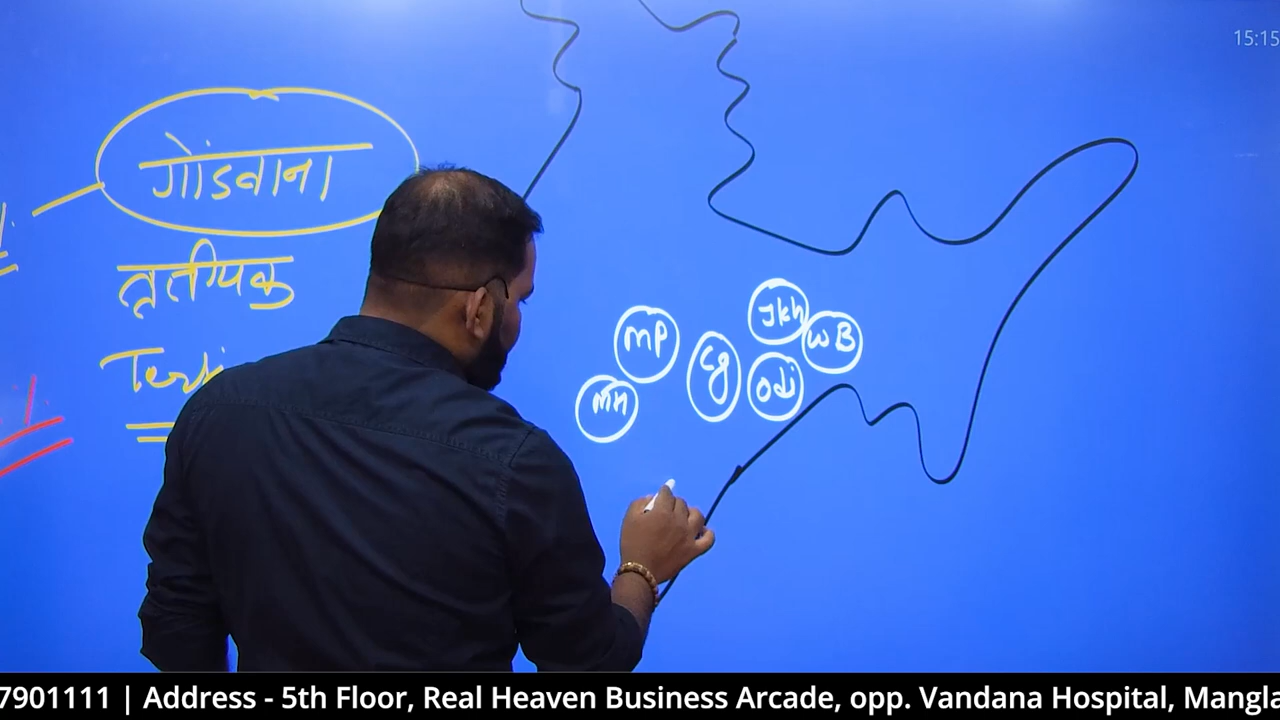 15:15
गोंडवाना
तृतीयक
MP
Jkh
WB
Cg
Odi
MH
7901111 | Address - 5th Floor, Real Heaven Business Arcade, opp. Vandana Hospital, Mangla